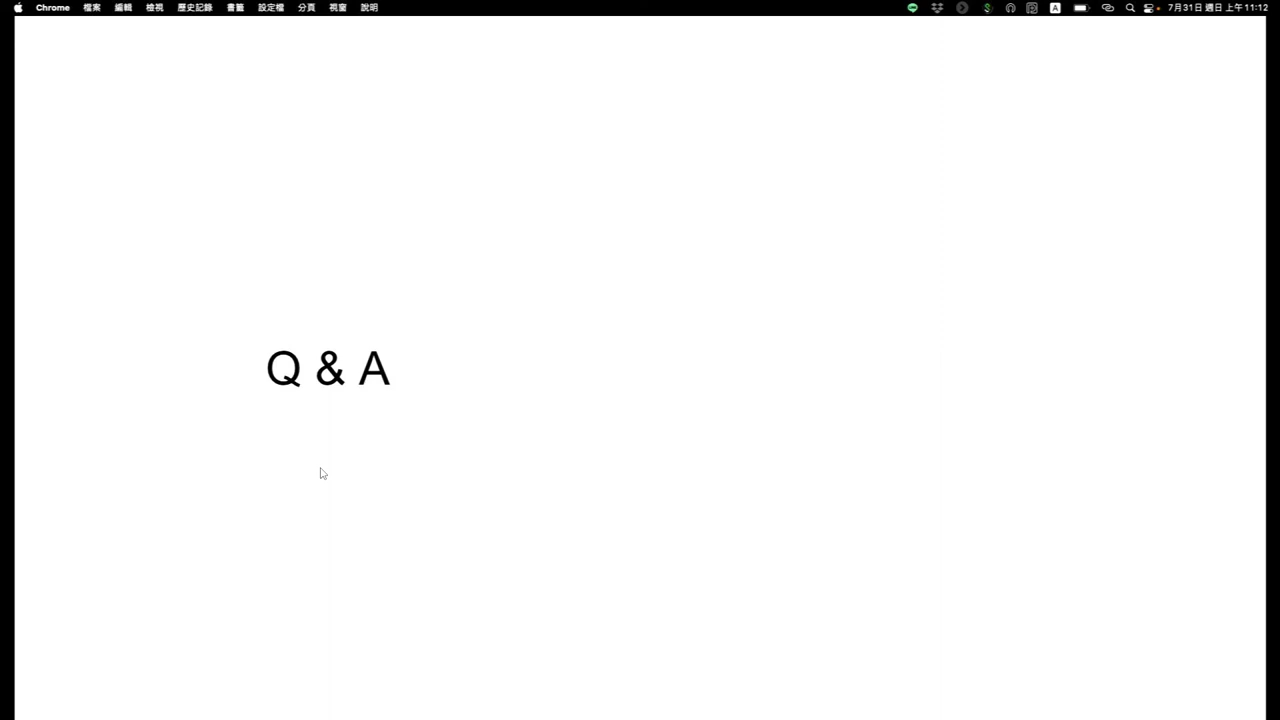 Chrome 檔案 編輯 檢視 歷史記錄 書籤 設定檔 分頁 視窗 說明 A 7月31日 週日 上午11:12
Q & A